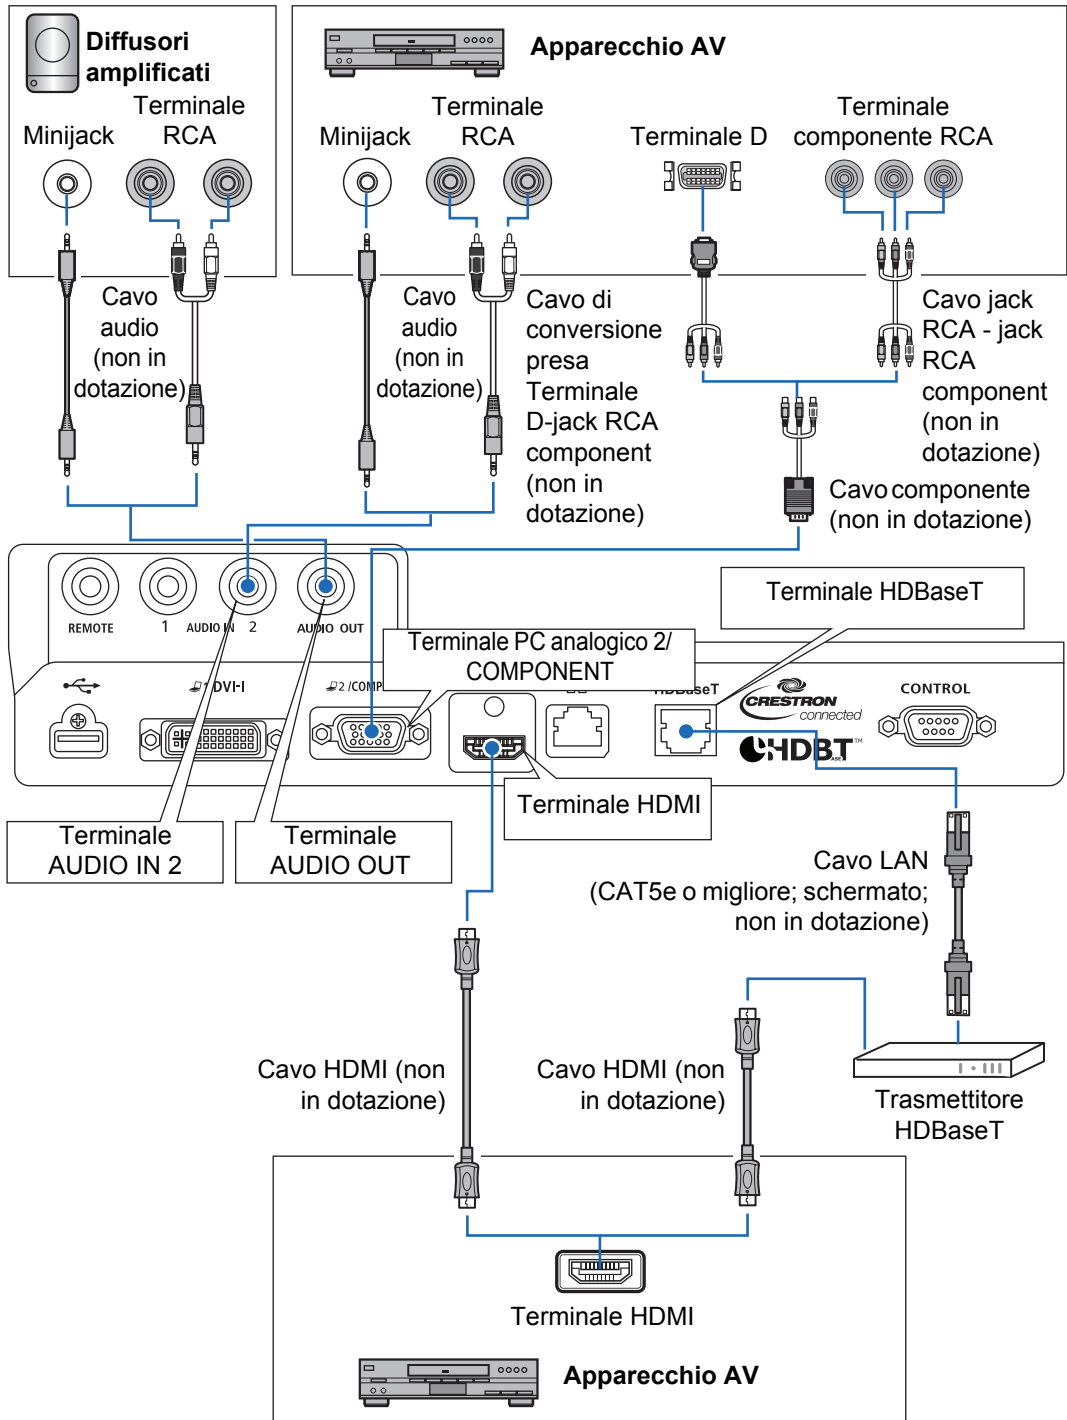 Diffusori
amplificati
Minijack
Terminale
RCA
Apparecchio AV
Minijack
Terminale
RCA
Terminale D
Terminale
componente RCA
Cavo
audio
(non in
dotazione)
Cavo
audio
(non in
dotazione)
Cavo di
conversione
presa
Terminale
D-jack RCA
component
(non in
dotazione)
Cavo jack
RCA - jack
RCA
component
(non in
dotazione)
Cavo componente
(non in dotazione)
REMOTE
1 AUDIO IN 2
AUDIO OUT
Terminale HDBaseT
Terminale PC analogico 2/
COMPONENT
1 DVI-I
2 /COMP
HDBaseT
CRESTRON
connected
HDBT™
CONTROL
Terminale HDMI
Terminale
AUDIO IN 2
Terminale
AUDIO OUT
Cavo LAN
(CAT5e o migliore; schermato;
non in dotazione)
Cavo HDMI (non
in dotazione)
Cavo HDMI (non
in dotazione)
Trasmettitore
HDBaseT
Terminale HDMI
Apparecchio AV